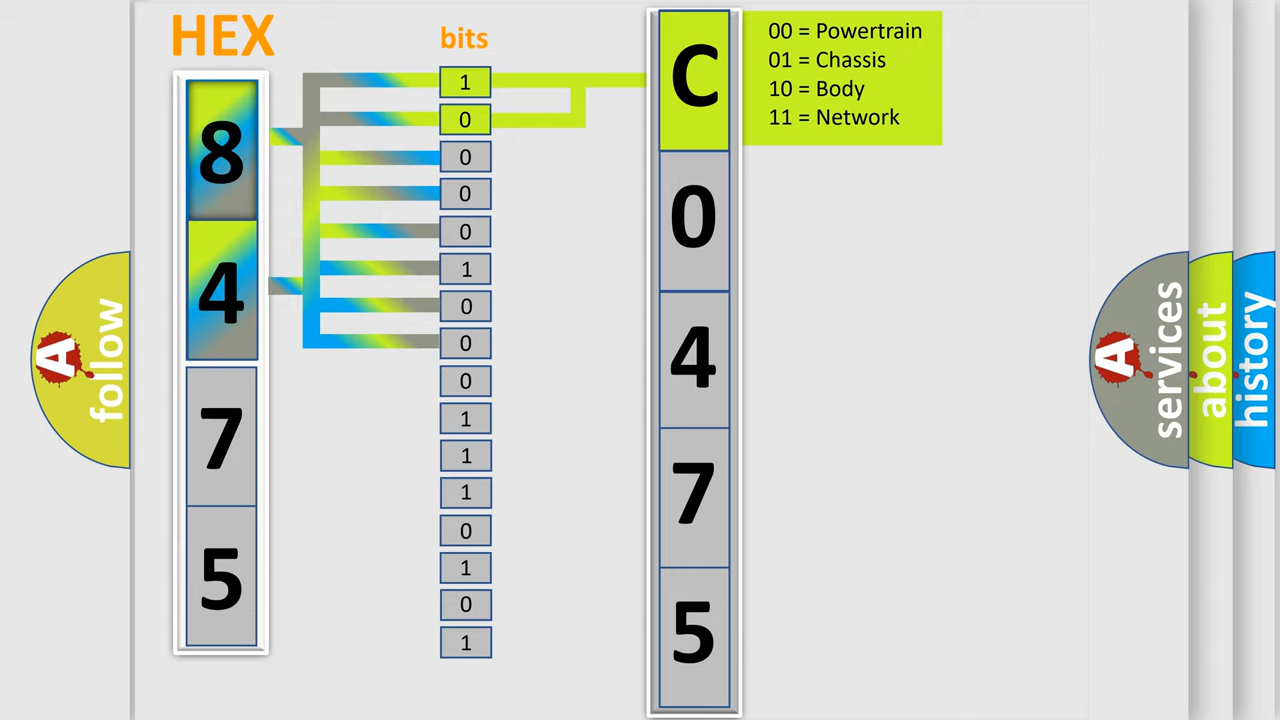 HEX
bits
8
4
7
5
1
0
0
0
0
1
0
0
0
1
1
1
0
1
0
1
C
0
4
7
5
00 = Powertrain
01 = Chassis
10 = Body
11 = Network
A
follow
A
services
about
history